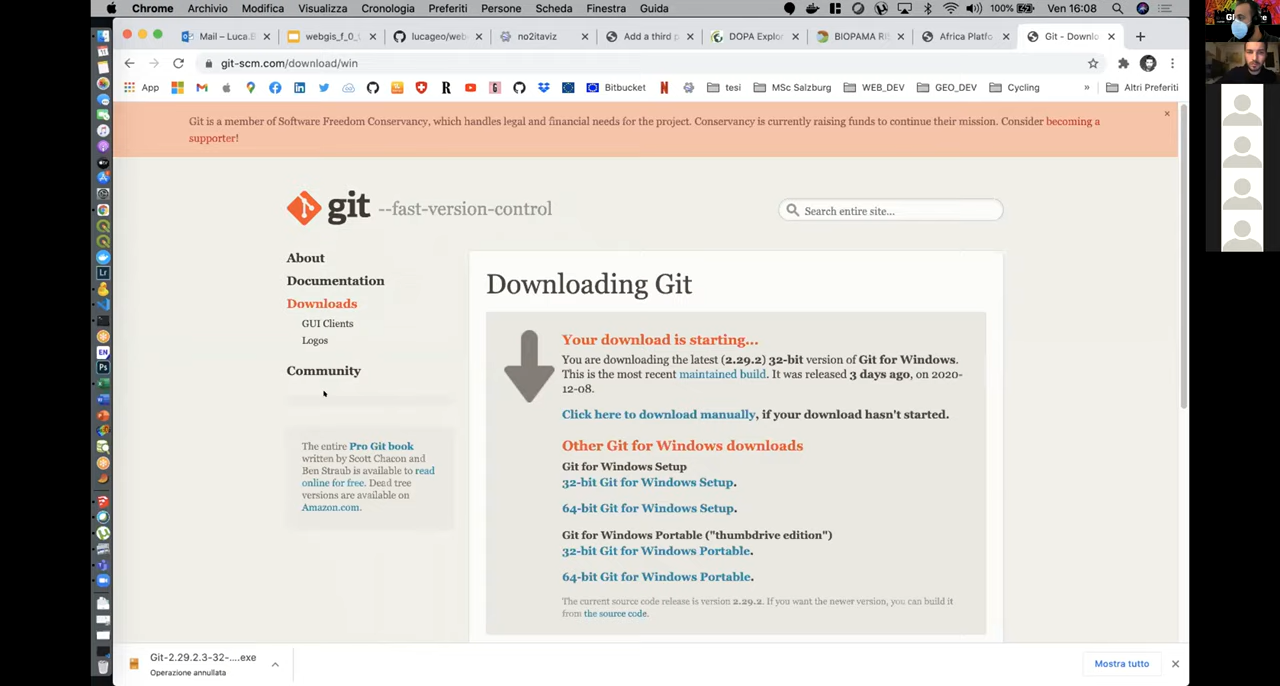 Chrome Archivio Modifica Visualizza Cronologia Preferiti Persone Scheda Finestra Guida 100% Ven 16:08
Mail – Luca.B webgis_f_0_ lucageo/web no2itaviz Add a third p DOPA Explor BIOPAMA RI Africa Platfo Git - Downlo
git-scm.com/download/win
App Bitbucket tesi MSc Salzburg WEB_DEV GEO_DEV Cycling » Altri Preferiti
Git is a member of Software Freedom Conservancy, which handles legal and financial needs for the project. Conservancy is currently raising funds to continue their mission. Consider becoming a
supporter!
git --fast-version-control
Search entire site...
About
Documentation
Downloads
GUI Clients
Logos
Community
The entire Pro Git book
written by Scott Chacon and
Ben Straub is available to read
online for free. Dead tree
versions are available on
Amazon.com.
Downloading Git
Your download is starting...
You are downloading the latest (2.29.2) 32-bit version of Git for Windows.
This is the most recent maintained build. It was released 3 days ago, on 2020-
12-08.
Click here to download manually, if your download hasn't started.
Other Git for Windows downloads
Git for Windows Setup
32-bit Git for Windows Setup.
64-bit Git for Windows Setup.
Git for Windows Portable ("thumbdrive edition")
32-bit Git for Windows Portable.
64-bit Git for Windows Portable.
The current source code release is version 2.29.2. If you want the newer version, you can build it
from the source code.
Git-2.29.2.3-32-....exe
Operazione annullata
Mostra tutto